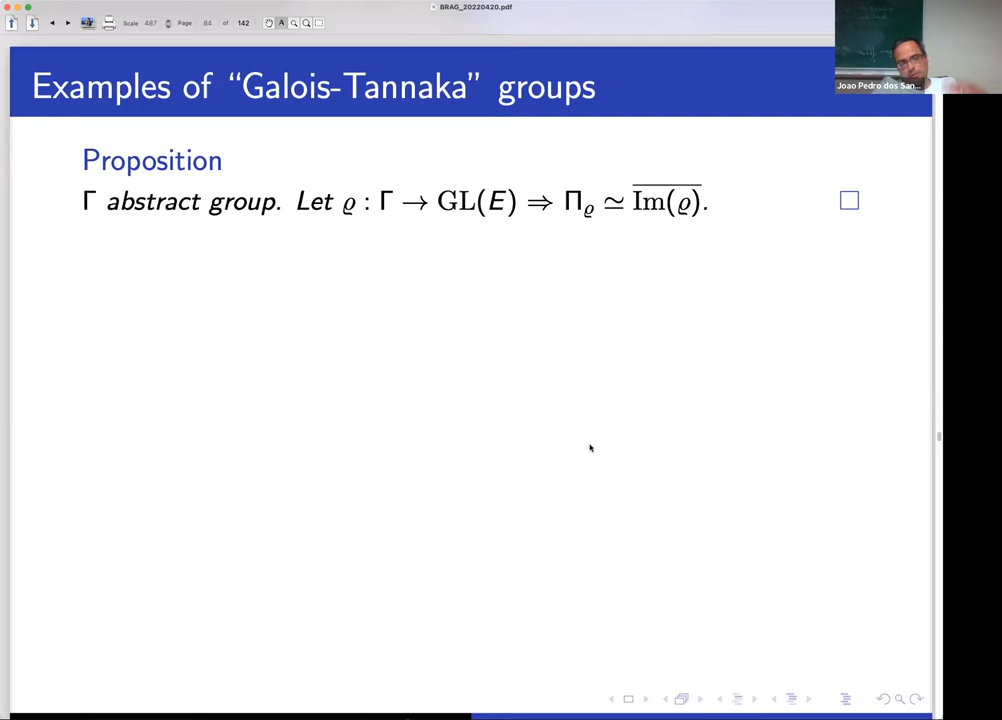 BRAG_20220420.pdf
Scale 487 Page 84 of 142 A
Joao Pedro dos San...
Examples of “Galois-Tannaka” groups
Proposition
Γ abstract group. Let ϱ : Γ → GL(E) ⇒ Π_ϱ ≃ \overline{Im(ϱ)}. □